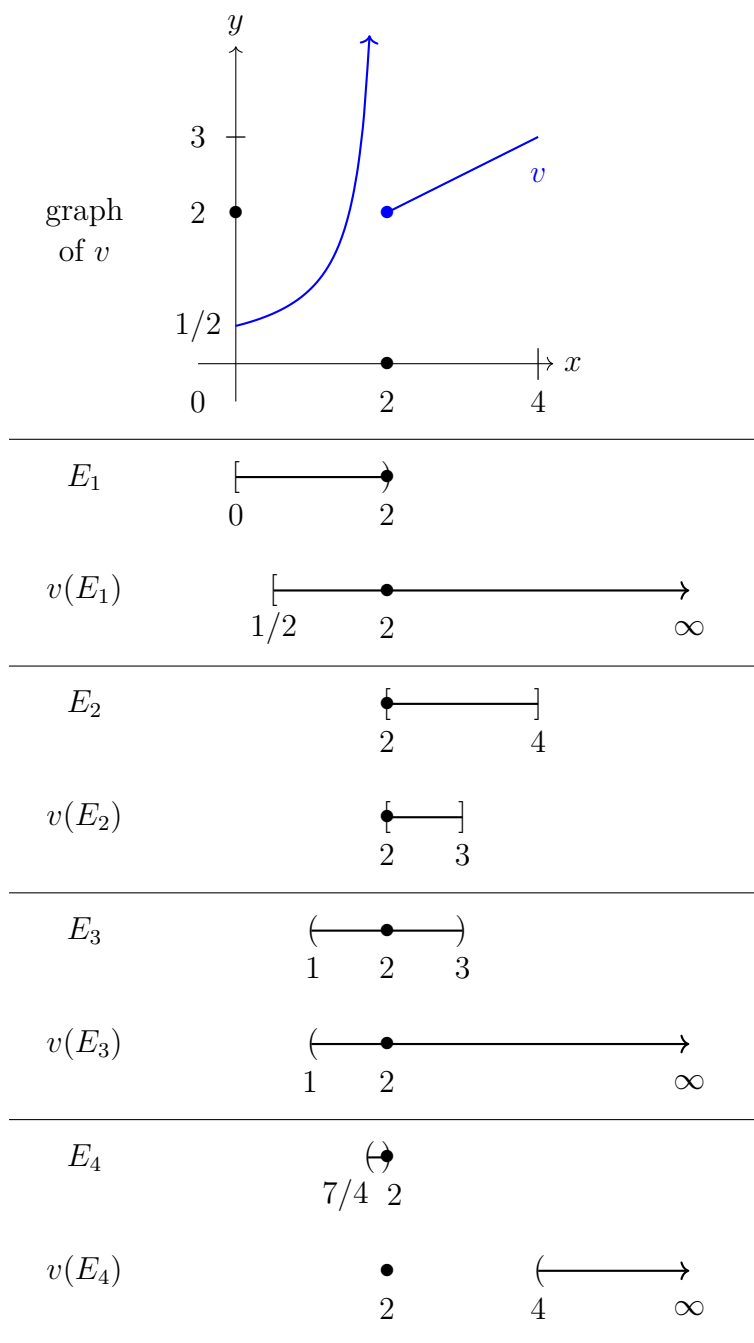 y
3
graph
2
of v
v
1/2
x
0 2 4
E₁
[ )
0 2
v(E₁)
[
1/2 2 ∞
E₂
[ ]
2 4
v(E₂)
[ ]
2 3
E₃
( )
1 2 3
v(E₃)
(
1 2 ∞
E₄
( )
7/4 2
v(E₄)
(
2 4 ∞